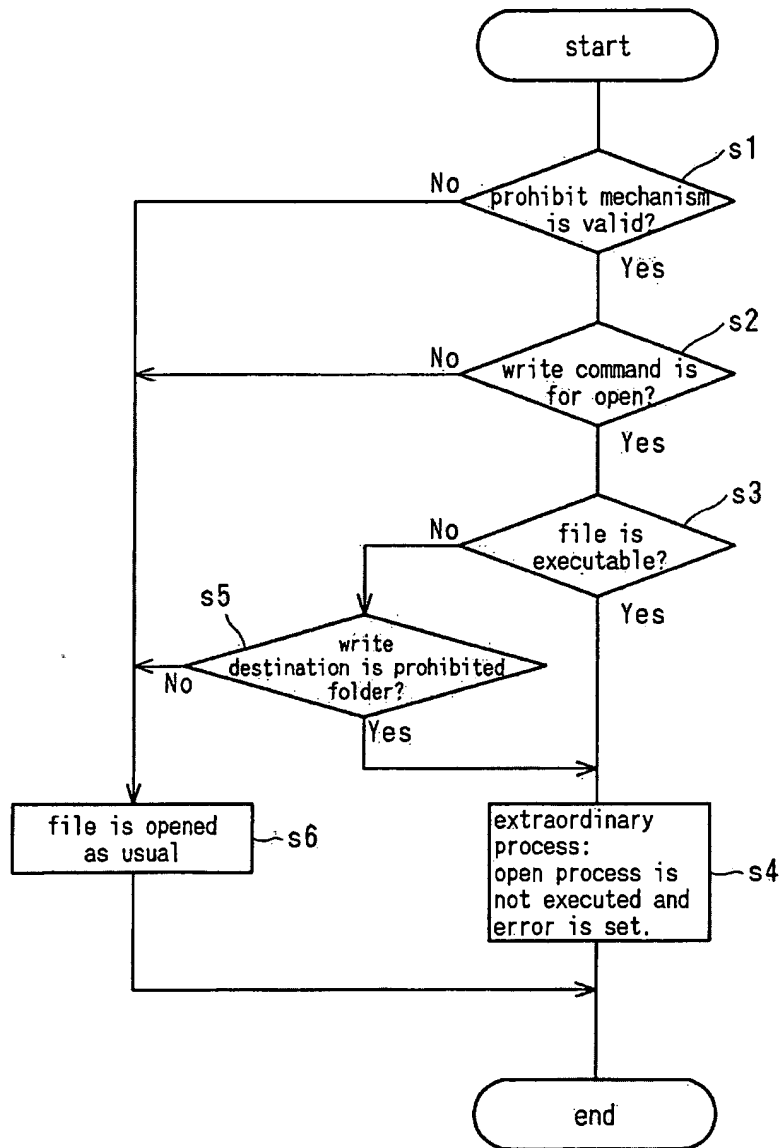 start
s1
No
prohibit mechanism
is valid?
Yes
s2
No
write command is
for open?
Yes
s3
No
file is
executable?
Yes
s5
write
destination is prohibited
folder?
No
Yes
file is opened
as usual
s6
extraordinary
process:
open process is
not executed and
error is set.
s4
end